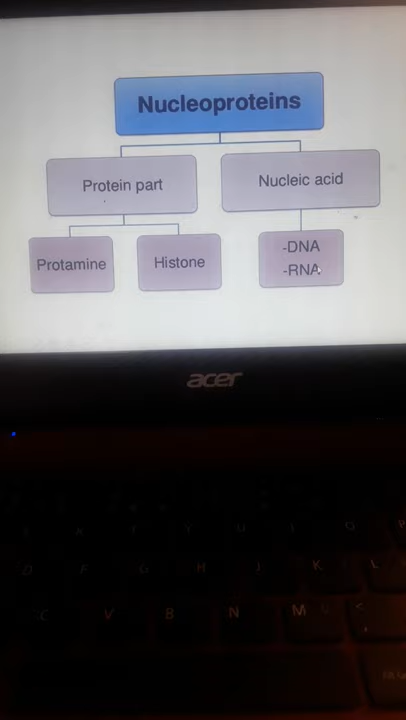 Nucleoproteins
Protein part
Nucleic acid
Protamine
Histone
-DNA
-RNA
acer
K
T
Y
U
I
O
P
D
F
G
H
J
K
L
C
V
B
N
M
<
,